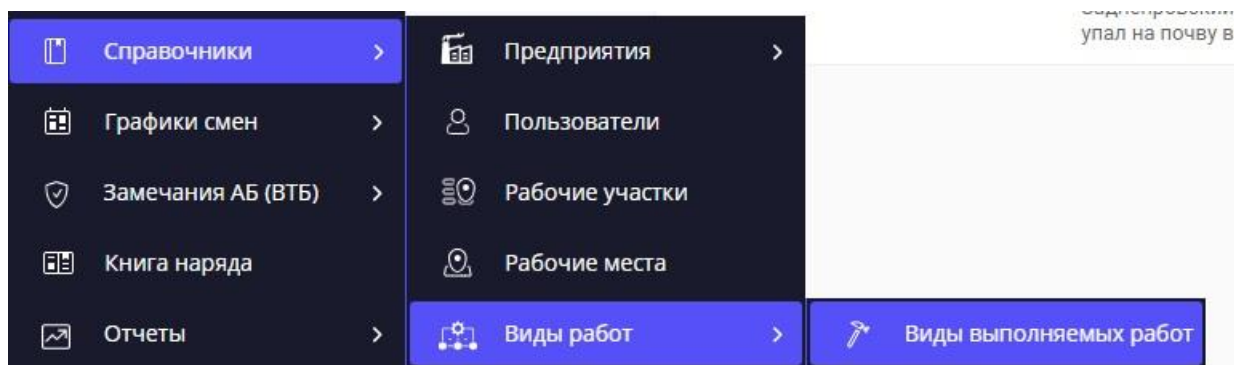 Справочники
Графики смен
Замечания АБ (ВТБ)
Книга наряда
Отчеты
Предприятия
Пользователи
Рабочие участки
Рабочие места
Виды работ
Виды выполняемых работ
упал на почву в